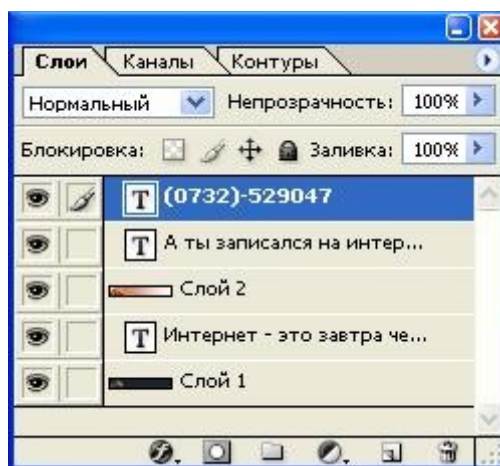 Слои Каналы Контуры
Нормальный Непрозрачность: 100%
Блокировка: Заливка: 100%
T (0732)-529047
T А ты записался на интер...
Слой 2
T Интернет - это завтра че...
Слой 1